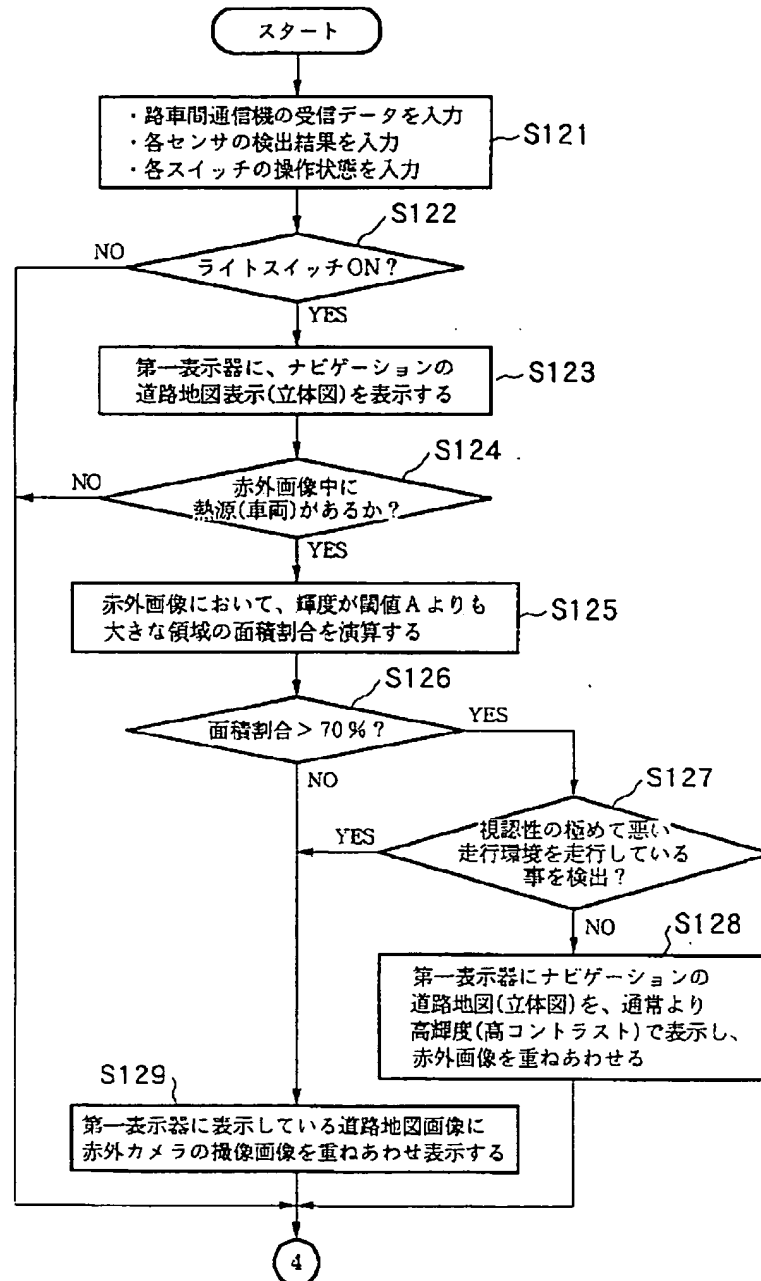 スタート
・路車間通信機の受信データを入力
・各センサの検出結果を入力
・各スイッチの操作状態を入力
S121
S122
NO
ライトスイッチON?
YES
第一表示器に、ナビゲーションの
道路地図表示(立体図)を表示する
S123
S124
NO
赤外画像中に
熱源(車両)があるか?
YES
赤外画像において、輝度が閾値Aよりも
大きな領域の面積割合を演算する
S125
S126
面積割合>70%?
YES
NO
S127
YES
視認性の極めて悪い
走行環境を走行している
事を検出?
NO
S128
第一表示器にナビゲーションの
道路地図(立体図)を、通常より
高輝度(高コントラスト)で表示し、
赤外画像を重ねあわせる
S129
第一表示器に表示している道路地図画像に
赤外カメラの撮像画像を重ねあわせ表示する
4